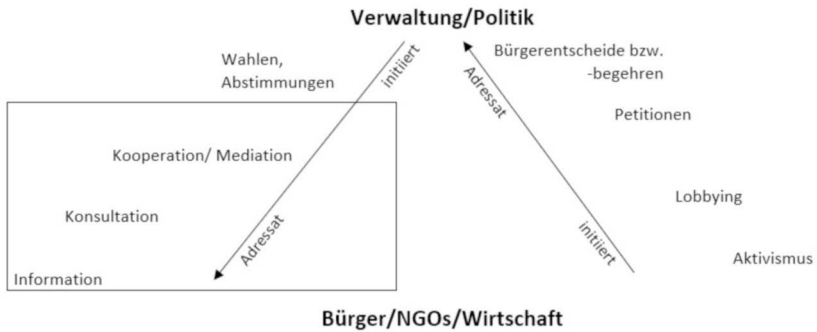 Verwaltung/Politik
Wahlen,
Abstimmungen
initiiert
Adressat
Bürgerentscheide bzw.
-begehren
Petitionen
Kooperation/ Mediation
Lobbying
Konsultation
Adressat
initiiert
Aktivismus
Information
Bürger/NGOs/Wirtschaft